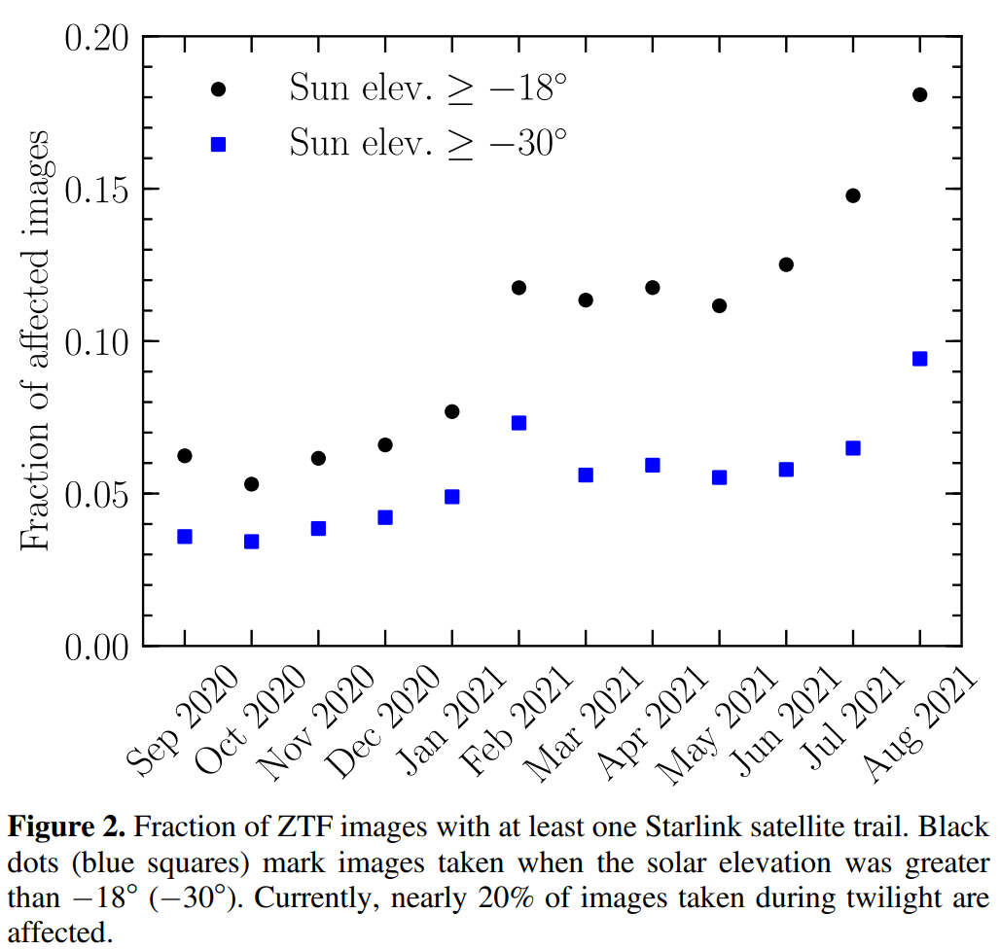 0.20
0.15
0.10
0.05
0.00
Fraction of affected images
Sun elev. ≥ −18°
Sun elev. ≥ −30°
Sep 2020
Oct 2020
Nov 2020
Dec 2020
Jan 2021
Feb 2021
Mar 2021
Apr 2021
May 2021
Jun 2021
Jul 2021
Aug 2021
Figure 2. Fraction of ZTF images with at least one Starlink satellite trail. Black
dots (blue squares) mark images taken when the solar elevation was greater
than −18° (−30°). Currently, nearly 20% of images taken during twilight are
affected.